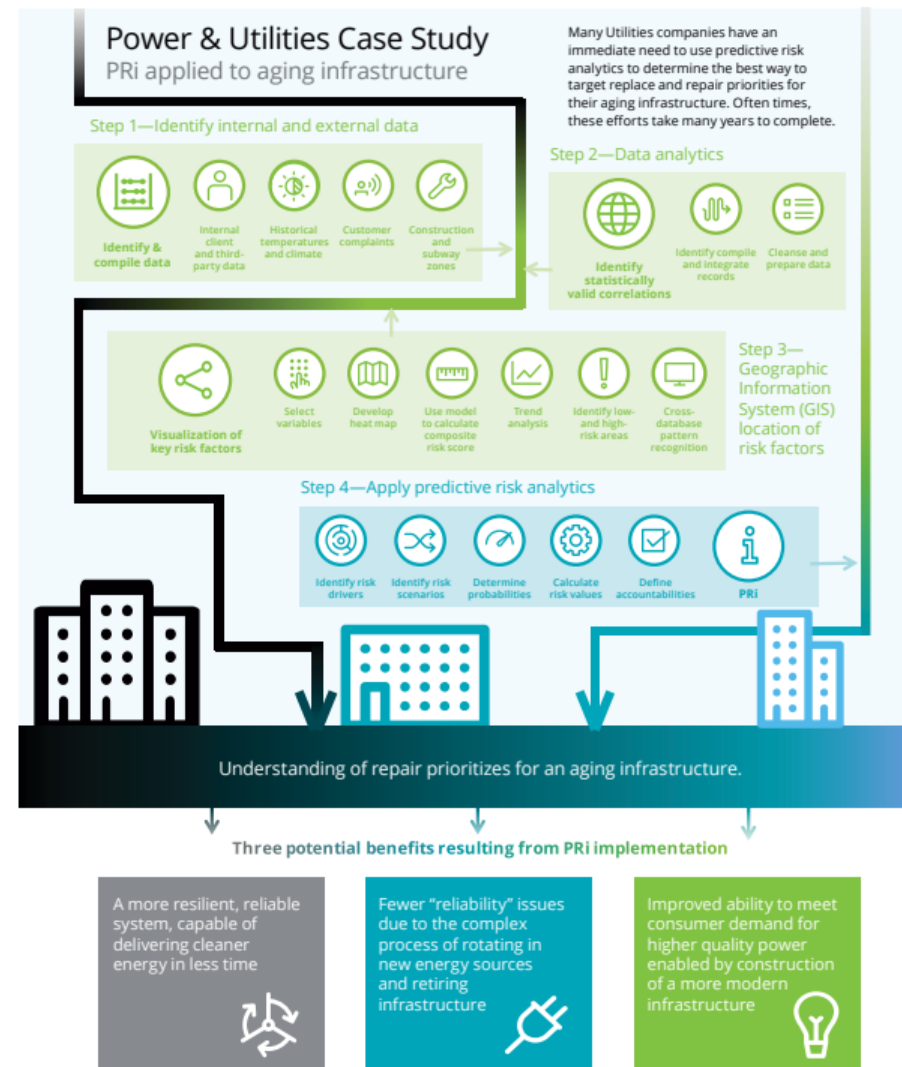 Power & Utilities Case Study
PRi applied to aging infrastructure
Many Utilities companies have an
immediate need to use predictive risk
analytics to determine the best way to
target replace and repair priorities for
their aging infrastructure. Often times,
these efforts take many years to complete.
Step 1—Identify internal and external data
Identify &
compile data
Internal
client
and third-
party data
Historical
temperatures
and climate
Customer
complaints
Construction
and
subway
zones
Step 2—Data analytics
Identify
statistically
valid correlations
Identify compile
and integrate
records
Cleanse and
prepare data
Step 3—
Geographic
Information
System (GIS)
location of
risk factors
Visualization of
key risk factors
Select
variables
Develop
heat map
Use model
to calculate
composite
risk score
Trend
analysis
Identify low-
and high-
risk areas
Cross-
database
pattern
recognition
Step 4—Apply predictive risk analytics
Identify risk
drivers
Identify risk
scenarios
Determine
probabilities
Calculate
risk values
Define
accountabilities
PRi
Understanding of repair prioritizes for an aging infrastructure.
Three potential benefits resulting from PRi implementation
A more resilient, reliable
system, capable of
delivering cleaner
energy in less time
Fewer “reliability” issues
due to the complex
process of rotating in
new energy sources
and retiring
infrastructure
Improved ability to meet
consumer demand for
higher quality power
enabled by construction
of a more modern
infrastructure